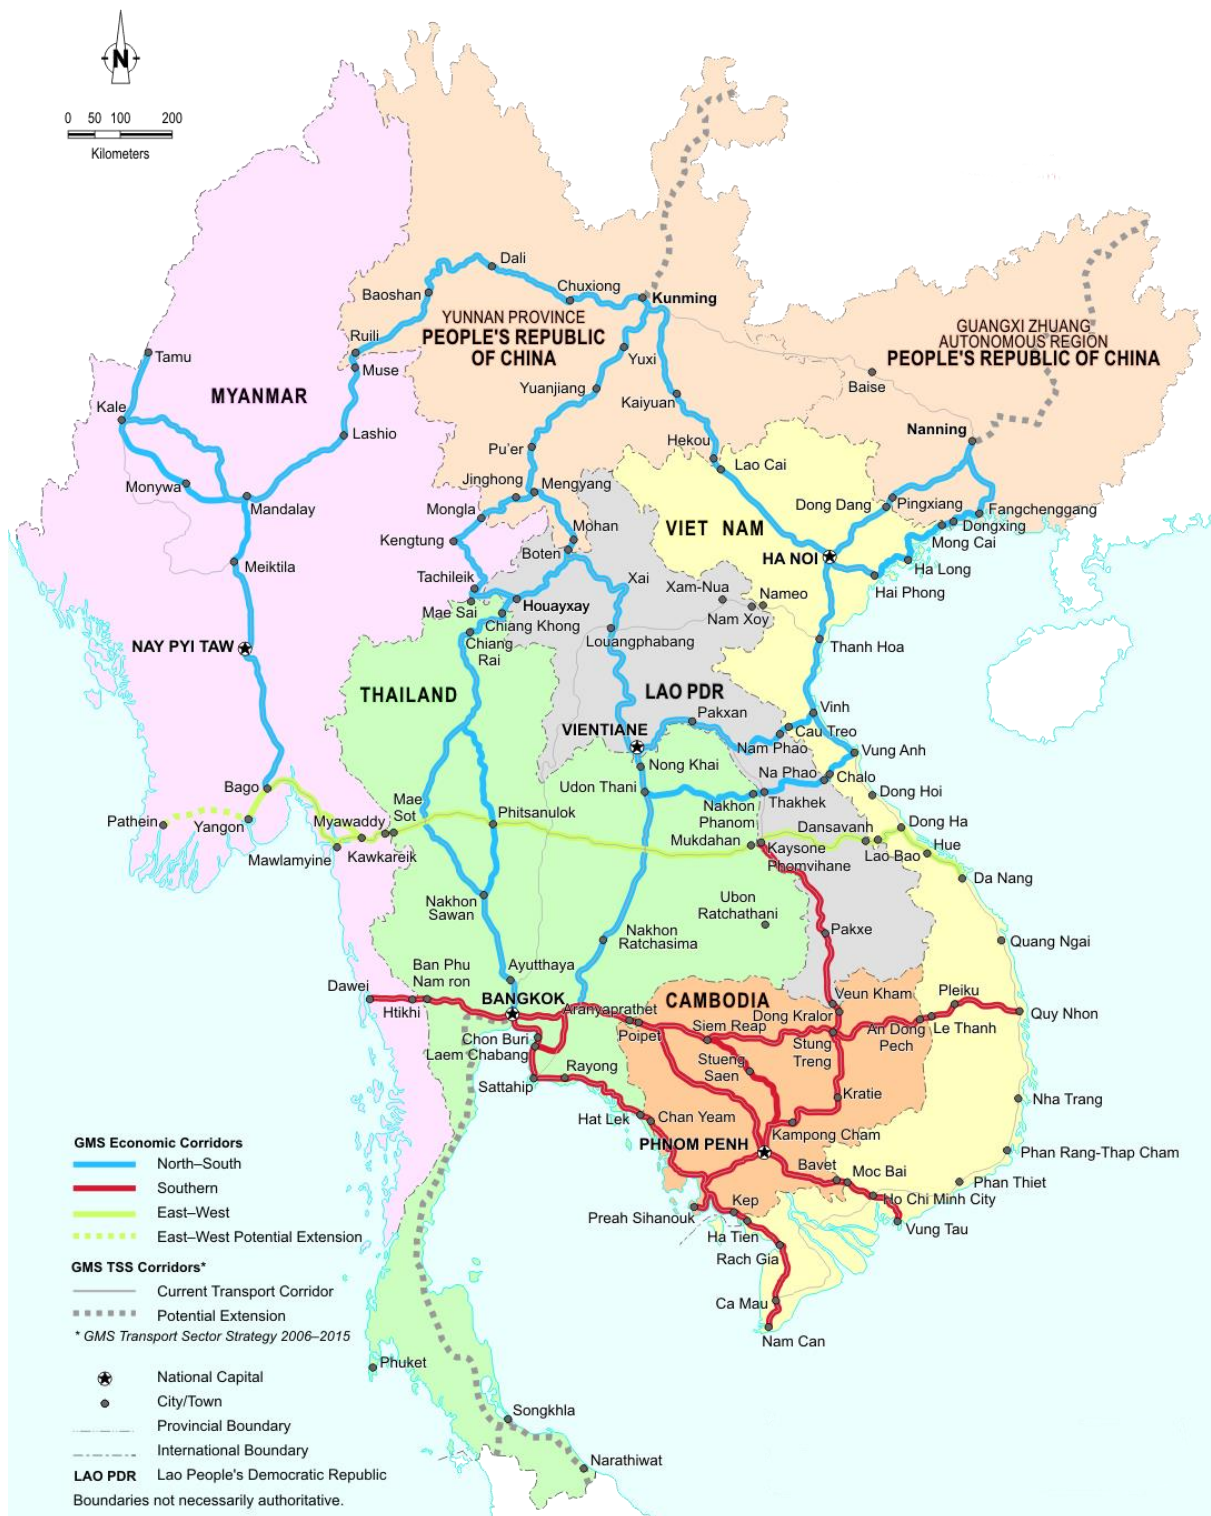 N
0 50 100 200
Kilometers
Dali
Baoshan
Chuxiong
Kunming
YUNNAN PROVINCE
PEOPLE'S REPUBLIC
OF CHINA
GUANGXI ZHUANG
AUTONOMOUS REGION
PEOPLE'S REPUBLIC OF CHINA
Ruili
Tamu
Muse
Yuxi
Baise
MYANMAR
Yuanjiang
Kaiyuan
Kale
Lashio
Nanning
Hekou
Pu'er
Lao Cai
Jinghong
Mengyang
Monywa
Mandalay
Dong Dang
Pingxiang
Fangchenggang
Mongla
Mohan
VIET NAM
Dongxing
Kengtung
Boten
HA NOI
Mong Cai
Meiktila
Ha Long
Tachileik
Xai
Xam-Nua
Nameo
Hai Phong
Mae Sai
Houayxay
Nam Xoy
Chiang Khong
NAY PYI TAW
Chiang
Rai
Louangphabang
Thanh Hoa
THAILAND
LAO PDR
Pakxan
Vinh
VIENTIANE
Cau Treo
Nam Phao
Vung Anh
Nong Khai
Na Phao
Chalo
Bago
Udon Thani
Mae
Sot
Nakhon
Phanom
Thakhek
Dong Hoi
Pathein
Yangon
Myawaddy
Phitsanulok
Dansavanh
Dong Ha
Mukdahan
Kaysone
Phomvihane
Lao Bao
Hue
Mawlamyine
Kawkareik
Da Nang
Nakhon
Sawan
Ubon
Ratchathani
Nakhon
Ratchasima
Pakxe
Quang Ngai
Ban Phu
Nam ron
Ayutthaya
Dawei
Htikhi
BANGKOK
Aranyaprathet
CAMBODIA
Veun Kham
Pleiku
Dong Kralor
Quy Nhon
Poipet
Siem Reap
An Dong
Pech
Le Thanh
Chon Buri
Laem Chabang
Stung
Treng
Stueng
Saen
Sattahip
Rayong
Kratie
Nha Trang
Hat Lek
Chan Yeam
Kampong Cham
PHNOM PENH
Phan Rang-Thap Cham
Bavet
Moc Bai
Phan Thiet
Kep
Ho Chi Minh City
Preah Sihanouk
Ha Tien
Vung Tau
Rach Gia
Ca Mau
Nam Can
Phuket
Songkhla
Narathiwat
GMS Economic Corridors
North–South
Southern
East–West
East–West Potential Extension
GMS TSS Corridors*
Current Transport Corridor
Potential Extension
* GMS Transport Sector Strategy 2006–2015
National Capital
City/Town
Provincial Boundary
International Boundary
LAO PDR Lao People's Democratic Republic
Boundaries not necessarily authoritative.